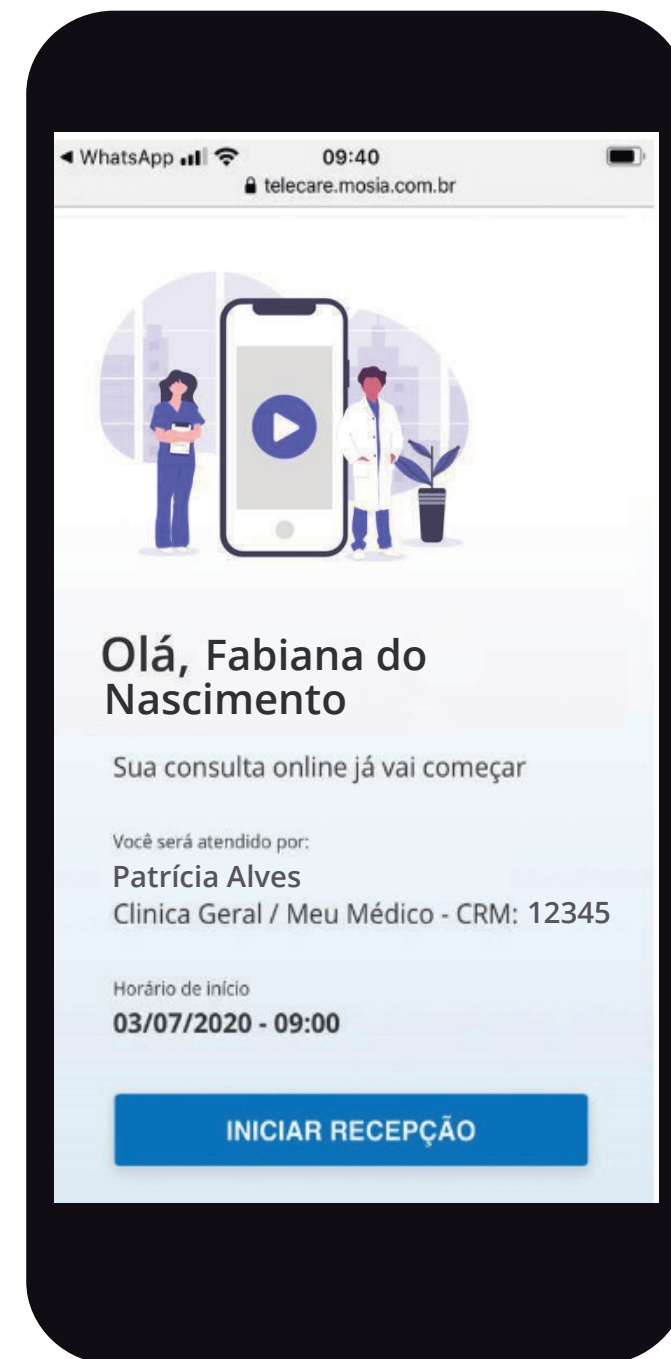 WhatsApp 09:40
telecare.mosia.com.br
Olá, Fabiana do
Nascimento
Sua consulta online já vai começar
Você será atendido por:
Patrícia Alves
Clinica Geral / Meu Médico - CRM: 12345
Horário de início
03/07/2020 - 09:00
INICIAR RECEPÇÃO